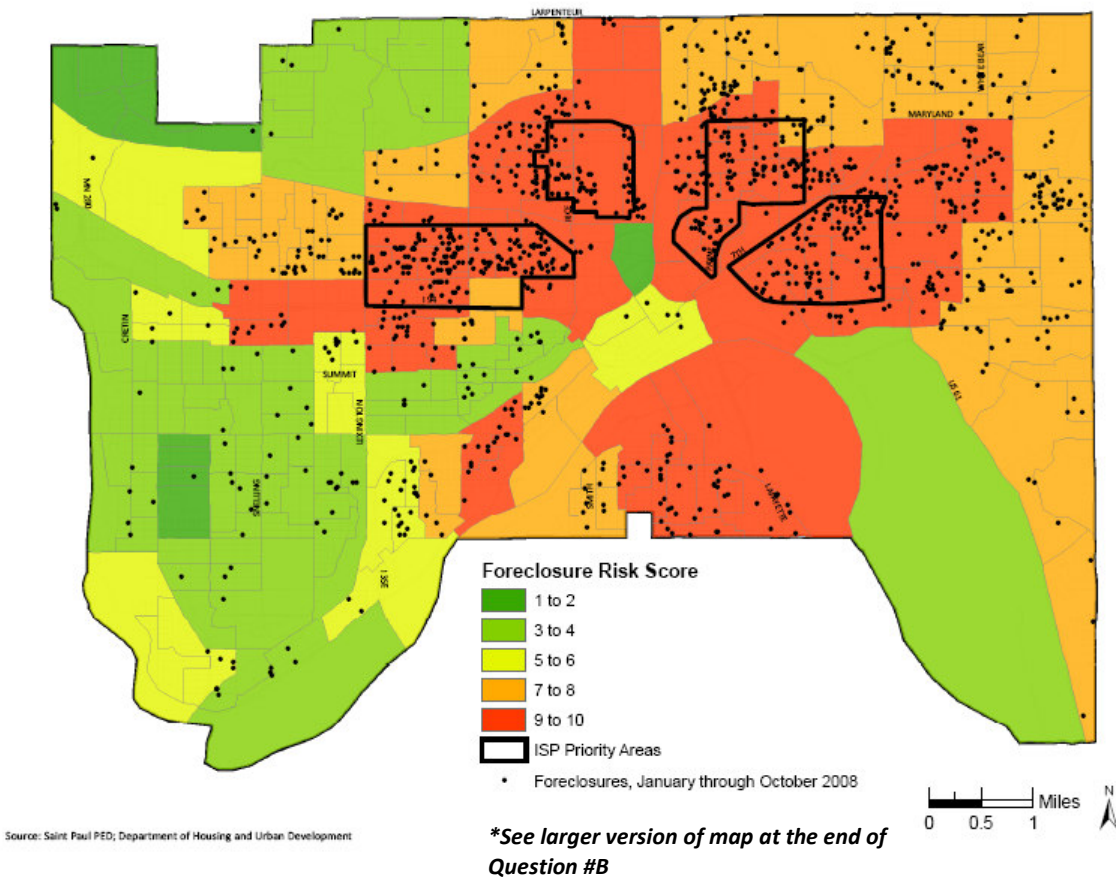 LARPENTEUR
WHITE BEAR
MARYLAND
MN 280
RICE
ARCADE
7TH
I 94
CRETIN
SUMMIT
LEXINGTON
US 61
SNELLING
SMITH
LAFAYETTE
I 35E
Foreclosure Risk Score
1 to 2
3 to 4
5 to 6
7 to 8
9 to 10
ISP Priority Areas
Foreclosures, January through October 2008
Miles
0 0.5 1
N
Source: Saint Paul PED; Department of Housing and Urban Development
*See larger version of map at the end of
Question #B